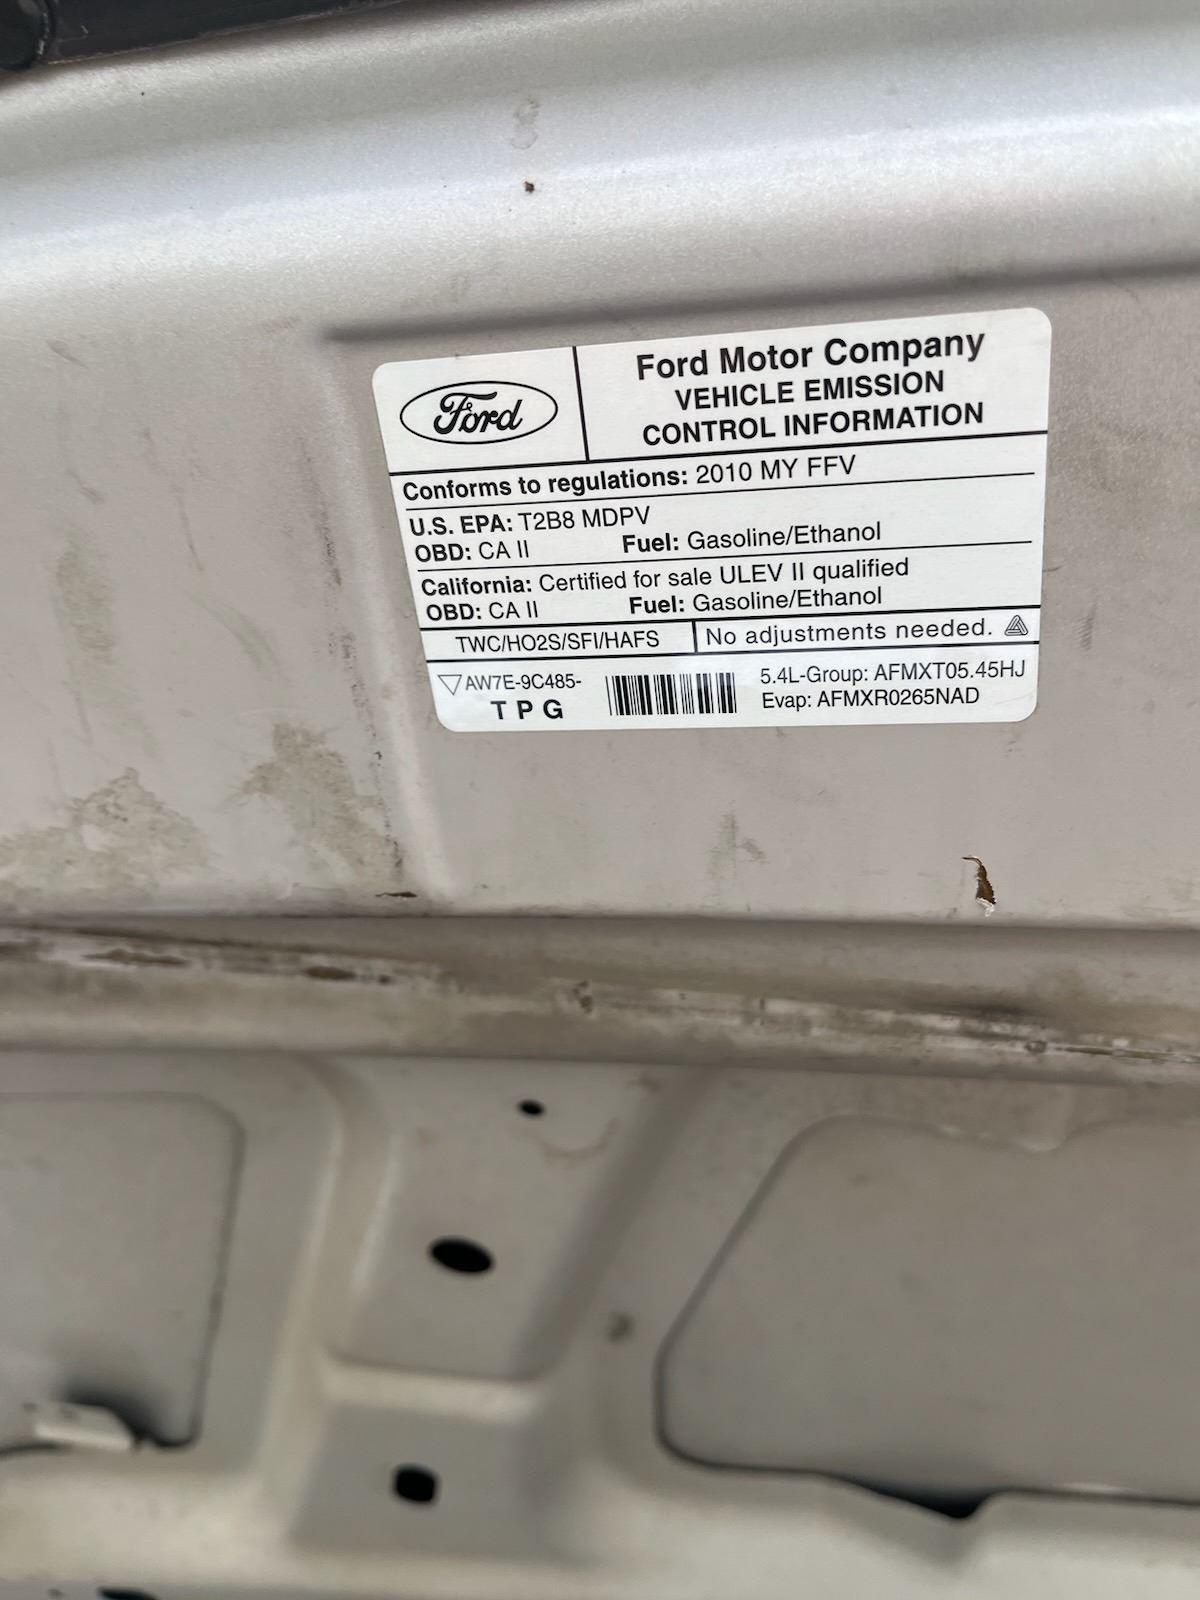 Ford
Ford Motor Company
VEHICLE EMISSION
CONTROL INFORMATION
Conforms to regulations: 2010 MY FFV
U.S. EPA: T2B8 MDPV
OBD: CA II Fuel: Gasoline/Ethanol
California: Certified for sale ULEV II qualified
OBD: CA II Fuel: Gasoline/Ethanol
TWC/HO2S/SFI/HAFS No adjustments needed.
AW7E-9C485-
T P G
5.4L-Group: AFMXT05.45HJ
Evap: AFMXR0265NAD